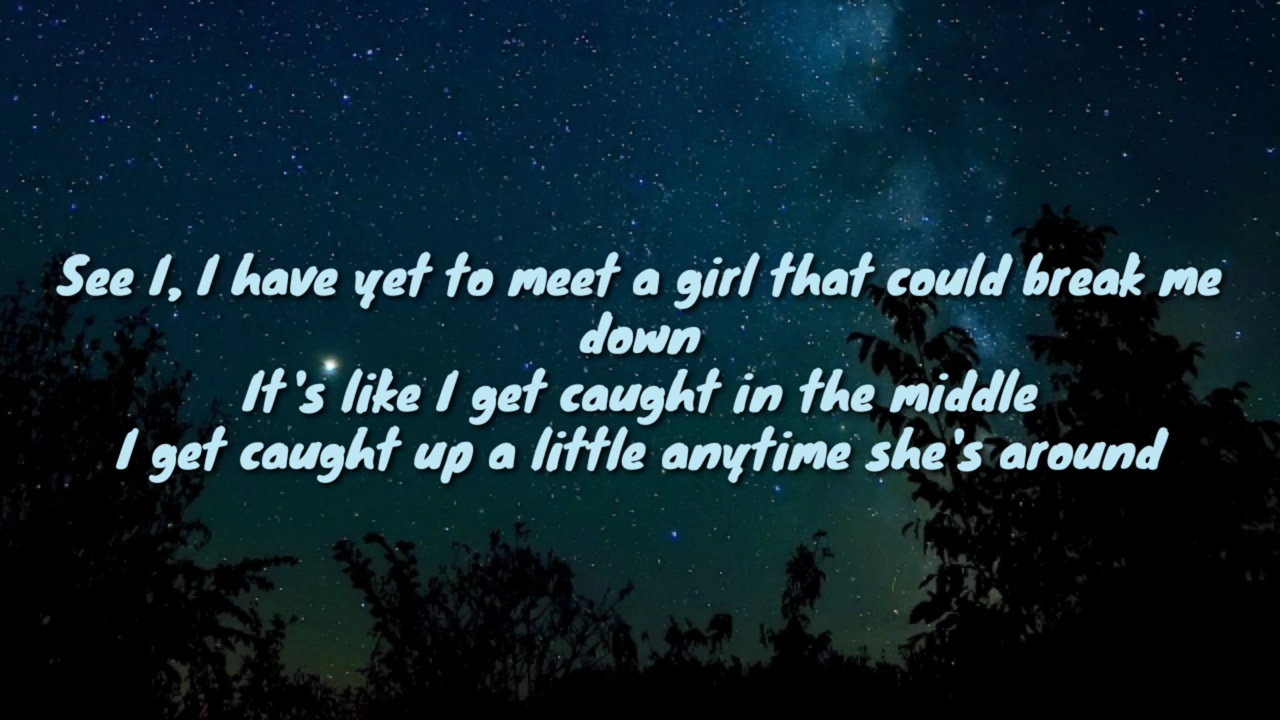 See I, I have yet to meet a girl that could break me
down
It's like I get caught in the middle
I get caught up a little anytime she's around